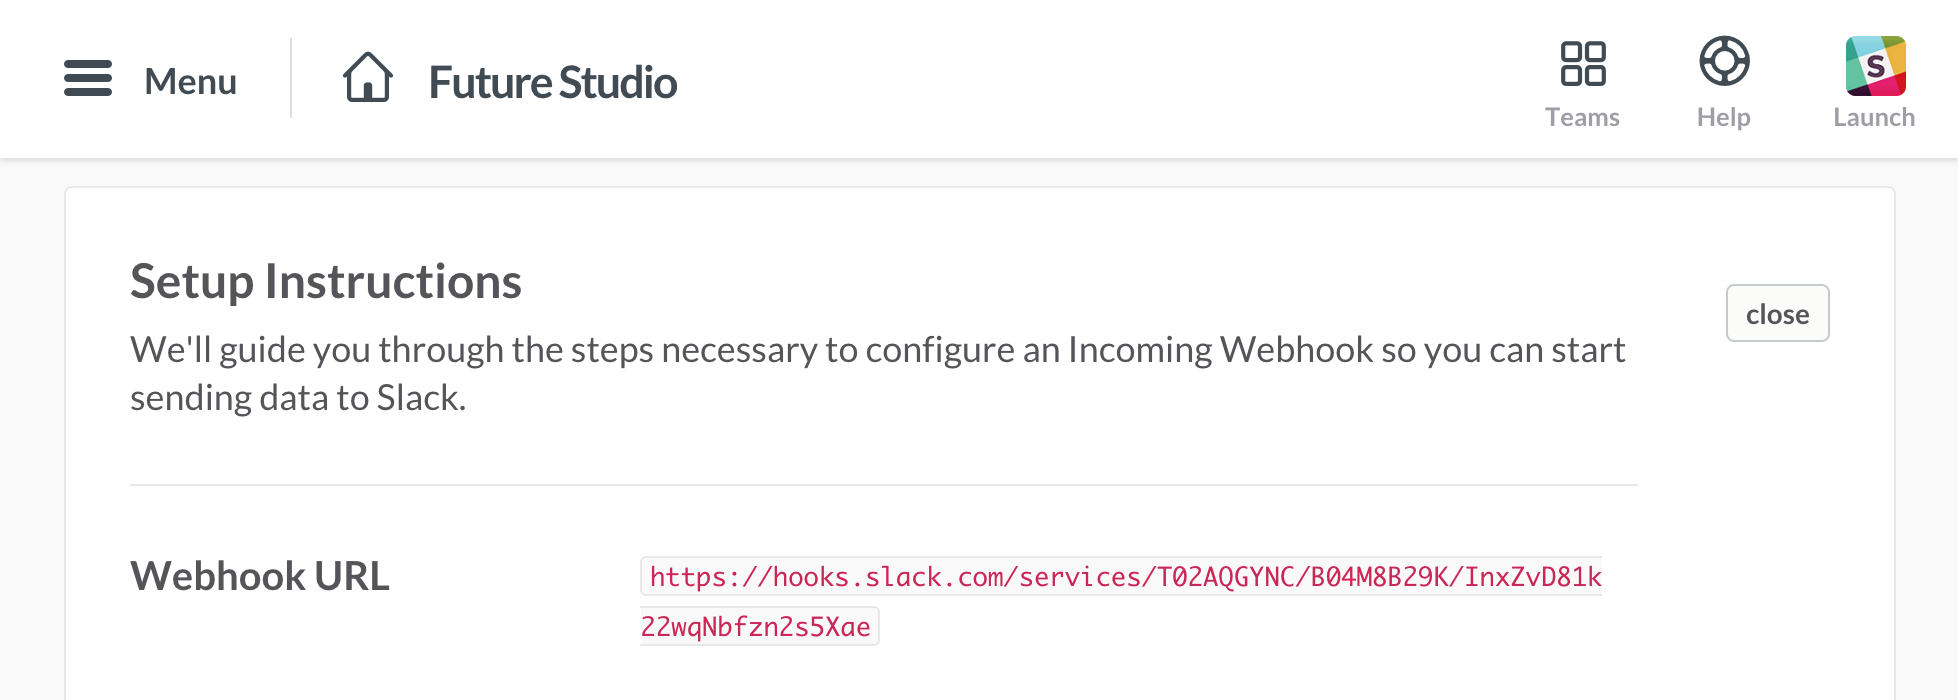 Menu
Future Studio
Teams
Help
S
Launch
Setup Instructions
close
We'll guide you through the steps necessary to configure an Incoming Webhook so you can start
sending data to Slack.
Webhook URL
https://hooks.slack.com/services/T02AQGYNC/B04M8B29K/InxZvD81k
22wqNbfzn2s5Xae